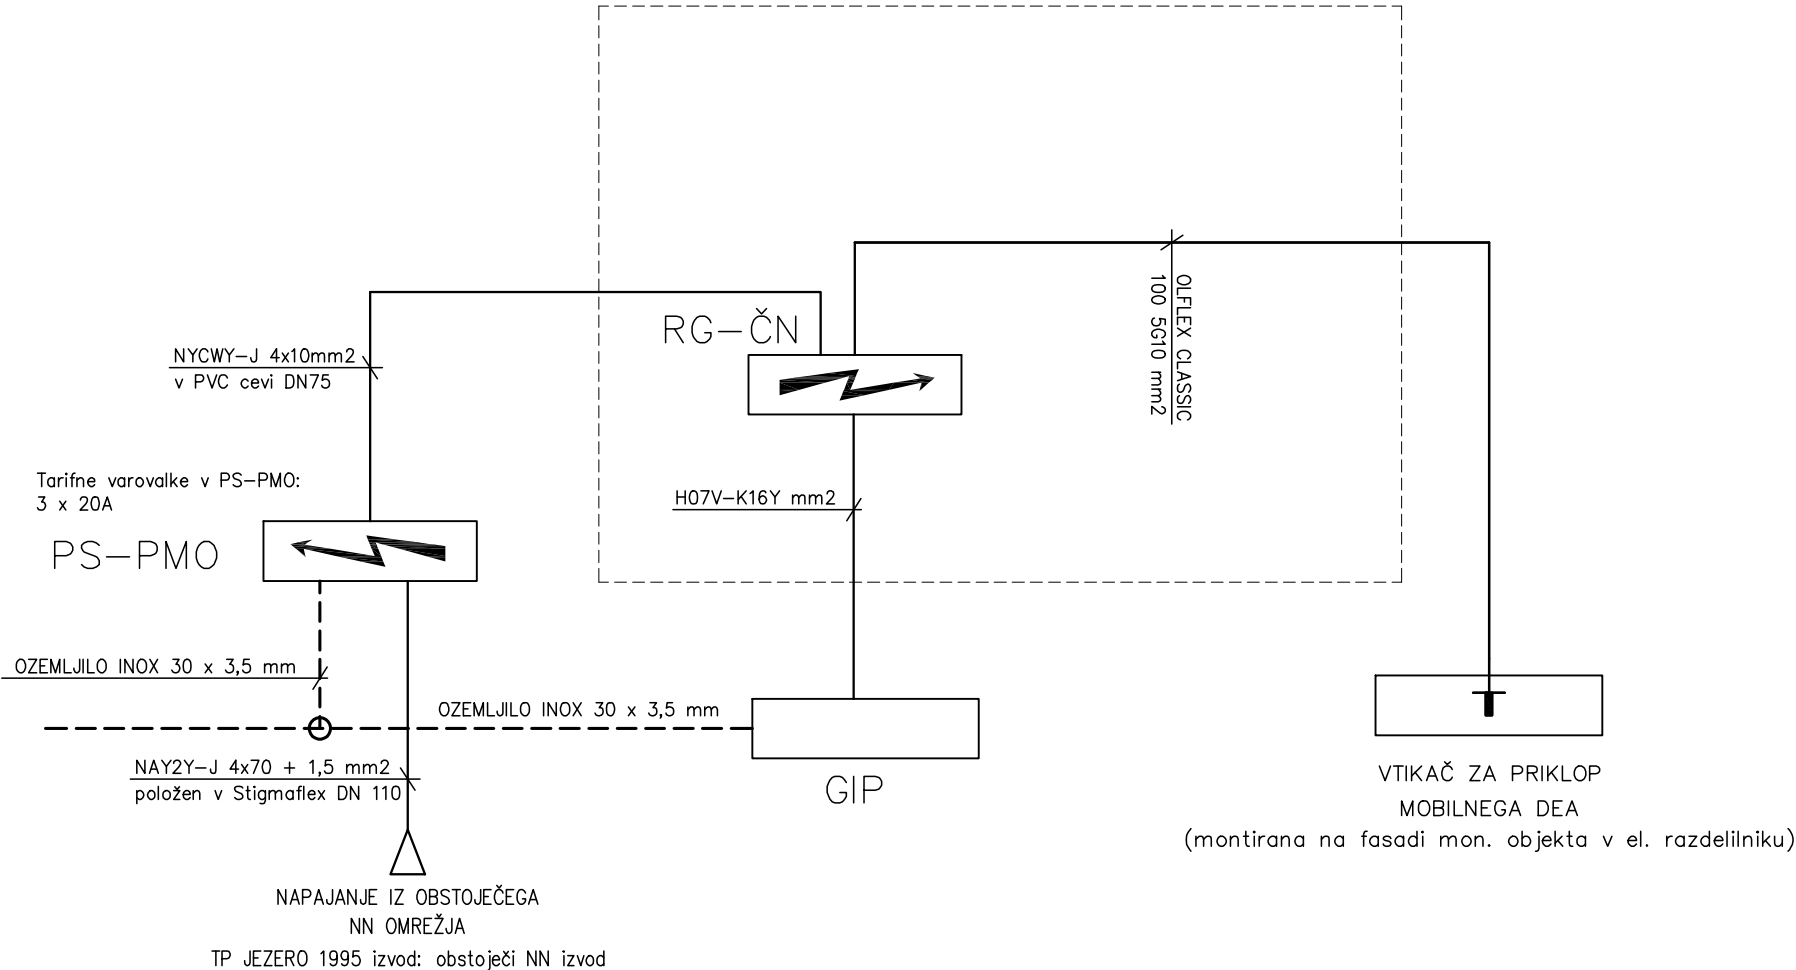 RG–ČN
NYCWY–J 4x10mm2
v PVC cevi DN75
OLFLEX CLASSIC
100 5G10 mm2
Tarifne varovalke v PS–PMO:
3 x 20A
PS–PMO
H07V–K16Y mm2
OZEMLJILO INOX 30 x 3,5 mm
OZEMLJILO INOX 30 x 3,5 mm
NAY2Y–J 4x70 + 1,5 mm2
položen v Stigmaflex DN 110
GIP
VTIKAČ ZA PRIKLOP
MOBILNEGA DEA
(montirana na fasadi mon. objekta v el. razdelilniku)
NAPAJANJE IZ OBSTOJEČEGA
NN OMREŽJA
TP JEZERO 1995 izvod: obstoječi NN izvod